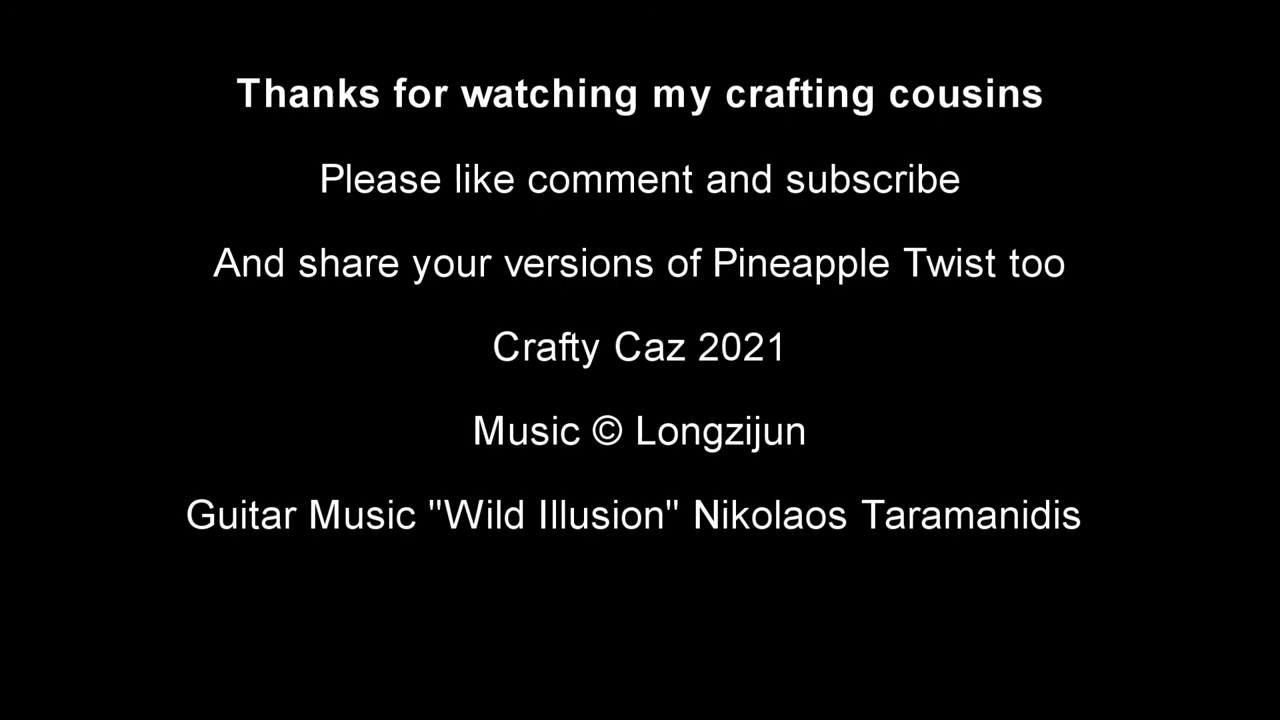 Thanks for watching my crafting cousins
Please like comment and subscribe
And share your versions of Pineapple Twist too
Crafty Caz 2021
Music © Longzijun
Guitar Music "Wild Illusion" Nikolaos Taramanidis